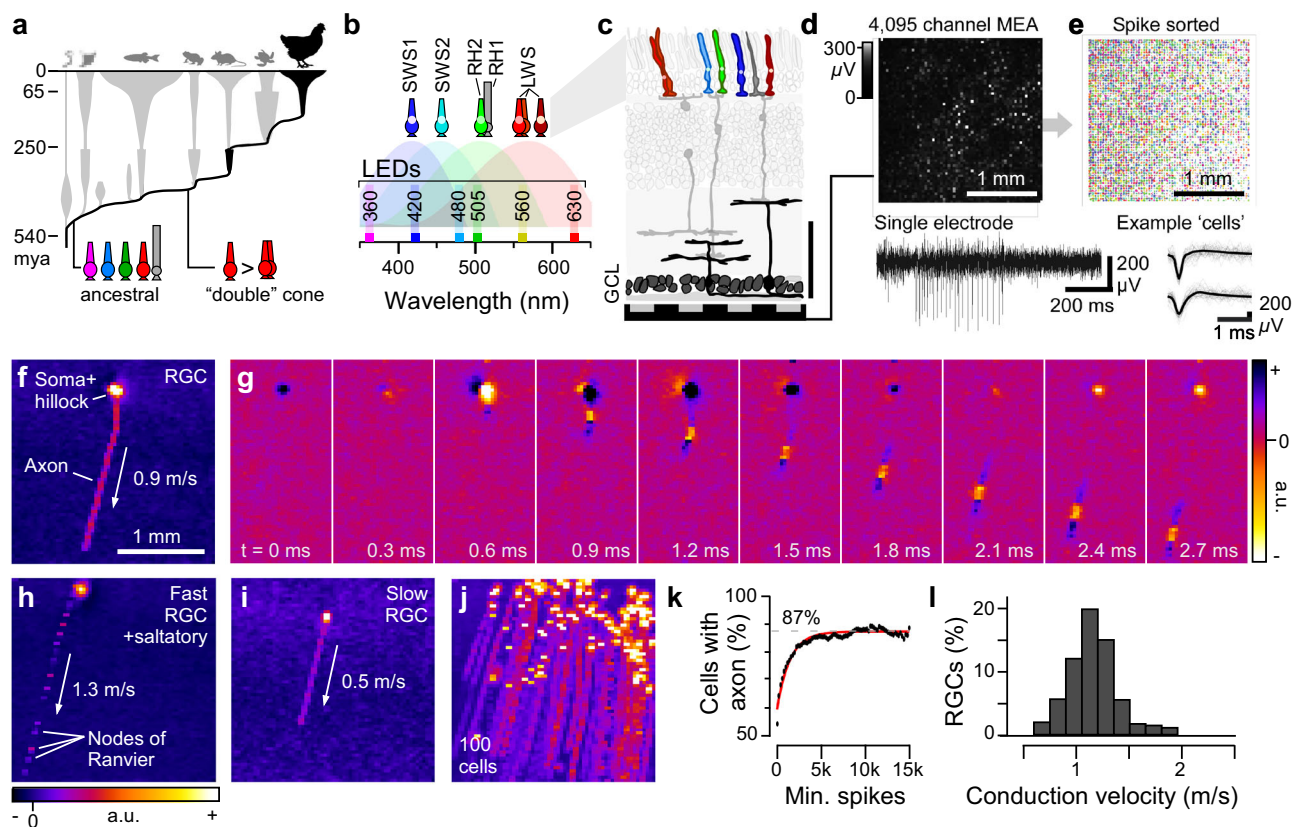 a
0
65
250
540
mya
ancestral
>
"double" cone
b
SWS1
SWS2
RH2
RH1
LWS
LEDs
360
420
480
505
560
630
400
500
600
Wavelength (nm)
c
GCL
d
4,095 channel MEA
300
µV
0
1 mm
Single electrode
200
µV
200 ms
e
Spike sorted
1 mm
Example 'cells'
200
µV
1 ms
f
RGC
Soma+
hillock
Axon
0.9 m/s
1 mm
g
t = 0 ms
0.3 ms
0.6 ms
0.9 ms
1.2 ms
1.5 ms
1.8 ms
2.1 ms
2.4 ms
2.7 ms
+
0
a.u.
-
h
Fast
RGC
+saltatory
1.3 m/s
Nodes of
Ranvier
- 0 a.u. +
i
Slow
RGC
0.5 m/s
j
100
cells
k
100
87%
50
Cells with
axon (%)
0 5k 10k 15k
Min. spikes
l
20
10
0
RGCs (%)
1 2
Conduction velocity (m/s)